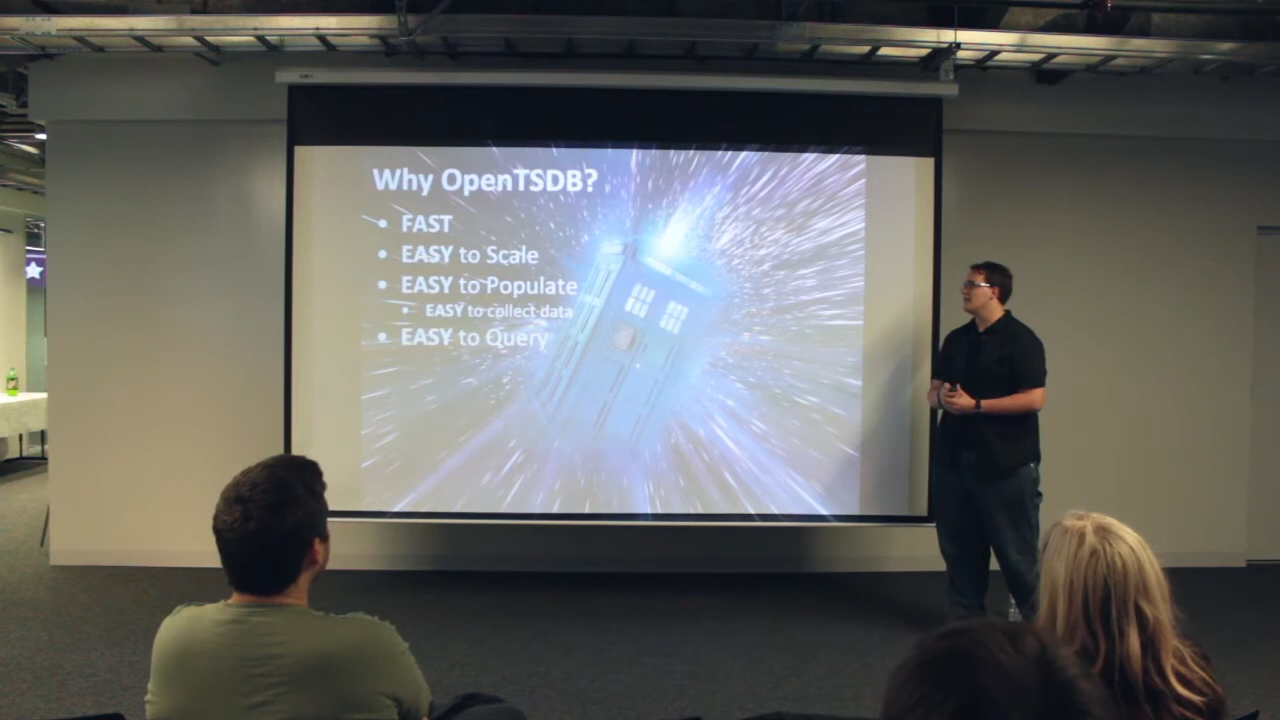 Why OpenTSDB?
• FAST
• EASY to Scale
• EASY to Populate
• EASY to collect data
• EASY to Query